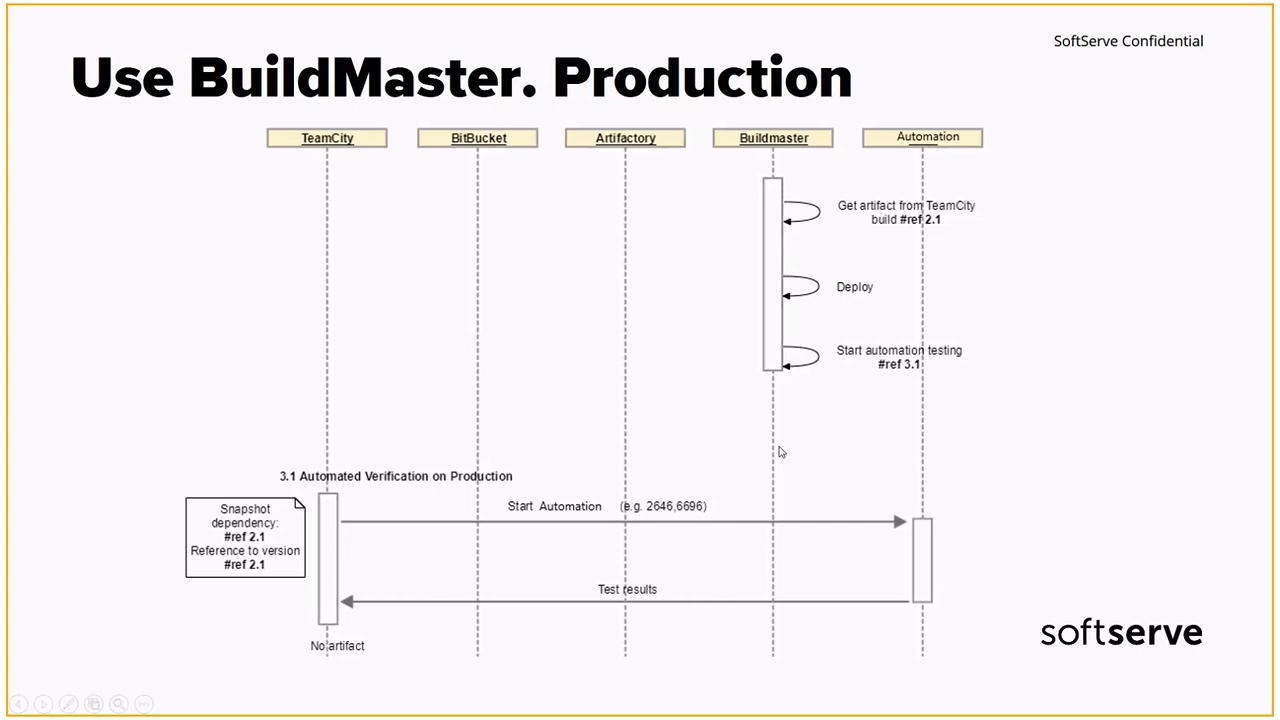 SoftServe Confidential
Use BuildMaster. Production
TeamCity
BitBucket
Artifactory
Buildmaster
Automation
Get artifact from TeamCity
build #ref 2.1
Deploy
Start automation testing
#ref 3.1
3.1 Automated Verification on Production
Snapshot
dependency:
#ref 2.1
Reference to version
#ref 2.1
Start Automation (e.g. 2646,6696)
Test results
No artifact
softserve